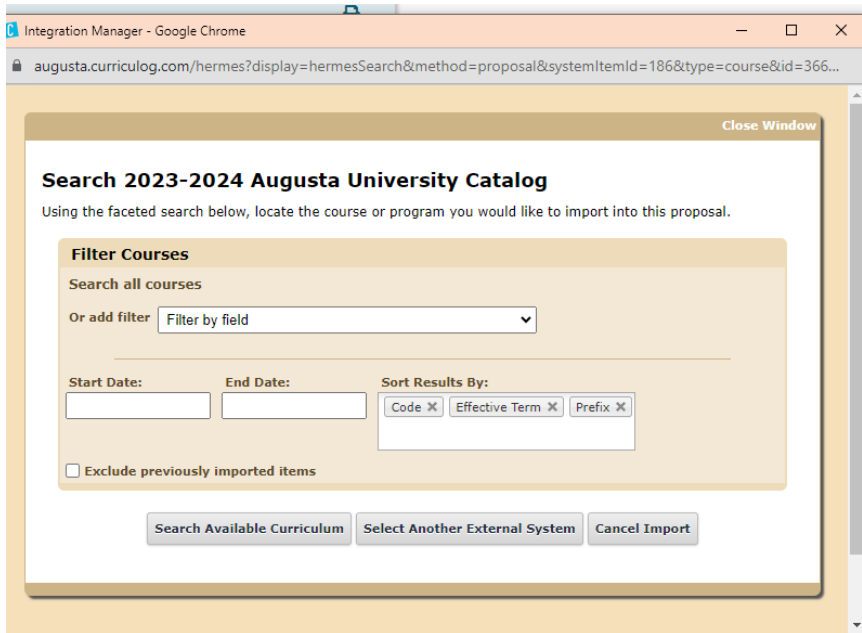 Integration Manager - Google Chrome
augusta.curriculog.com/hermes?display=hermesSearch&method=proposal&systemItemId=186&type=course&id=366...
Close Window
Search 2023-2024 Augusta University Catalog
Using the faceted search below, locate the course or program you would like to import into this proposal.
Filter Courses
Search all courses
Or add filter Filter by field
Start Date: End Date: Sort Results By:
Code Effective Term Prefix
Exclude previously imported items
Search Available Curriculum Select Another External System Cancel Import